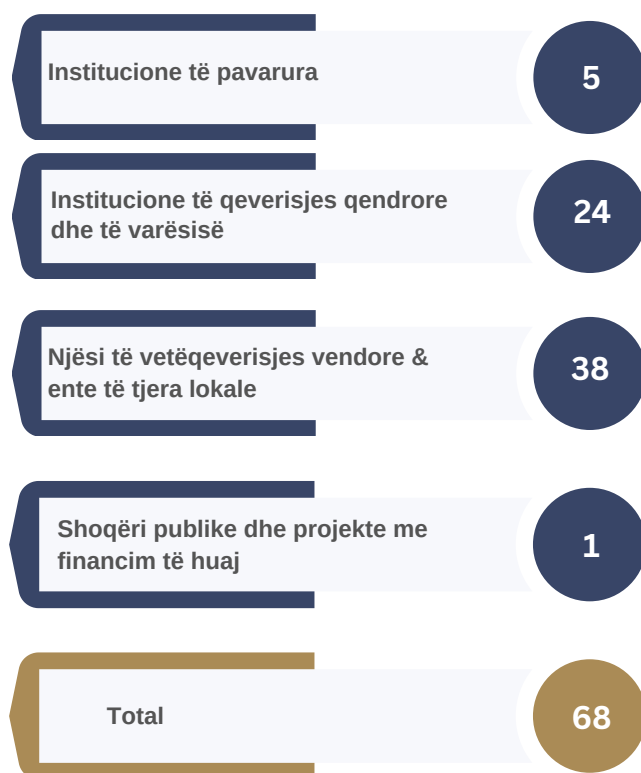 Institucione të pavarura
5
Institucione të qeverisjes qendrore
dhe të varësisë
24
Njësi të vetëqeverisjes vendore &
ente të tjera lokale
38
Shoqëri publike dhe projekte me
financim të huaj
1
Total
68